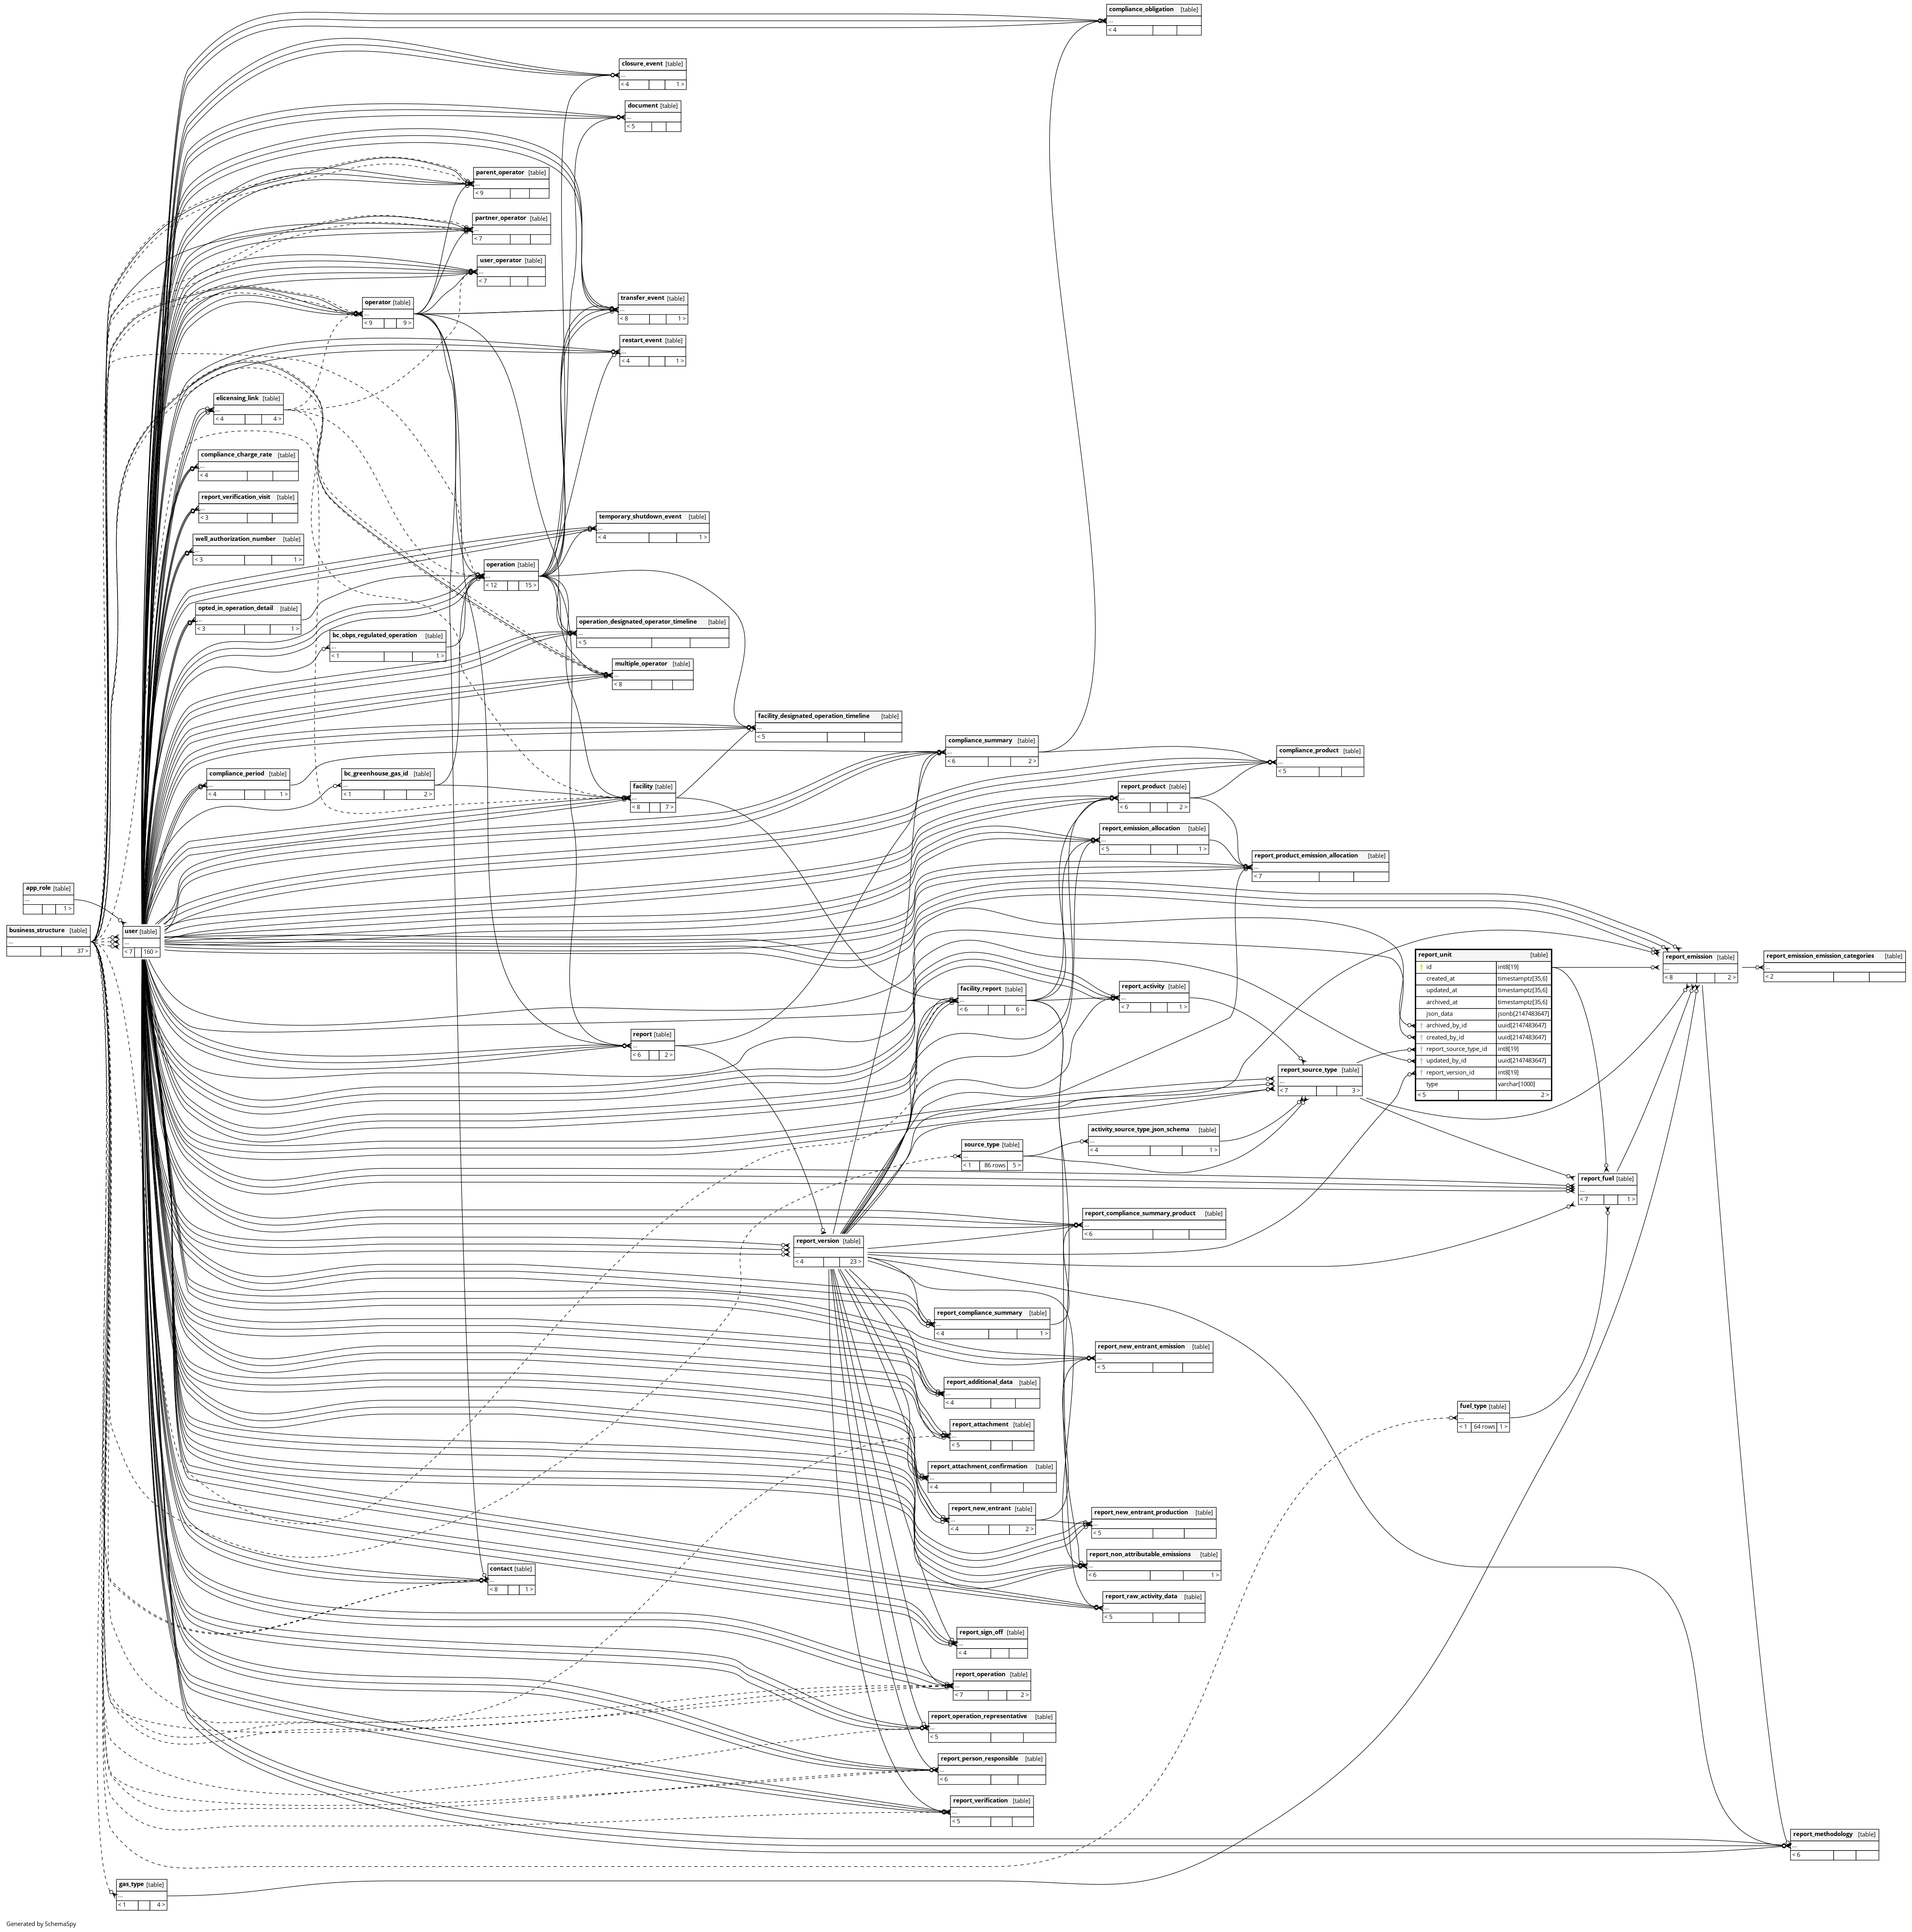 compliance_obligation [table]
...
< 4
closure_event [table]
...
< 4 1 >
document [table]
...
< 5
parent_operator [table]
...
< 9
partner_operator [table]
...
< 7
user_operator [table]
...
< 7
transfer_event [table]
...
< 8 1 >
operator [table]
...
< 9 9 >
restart_event [table]
...
< 4 1 >
elicensing_link [table]
...
< 4 4 >
compliance_charge_rate [table]
...
< 4
report_verification_visit [table]
...
< 3
temporary_shutdown_event [table]
...
< 4 1 >
well_authorization_number [table]
...
< 3 1 >
operation [table]
...
< 12 15 >
opted_in_operation_detail [table]
...
< 3 1 >
operation_designated_operator_timeline [table]
...
< 5
bc_obps_regulated_operation [table]
...
< 1 1 >
multiple_operator [table]
...
< 8
facility_designated_operation_timeline [table]
...
< 5
compliance_summary [table]
...
< 6 2 >
compliance_product [table]
...
< 5
compliance_period [table]
...
< 4 1 >
bc_greenhouse_gas_id [table]
...
< 1 2 >
facility [table]
...
< 8 7 >
report_product [table]
...
< 6 2 >
report_emission_allocation [table]
...
< 5 1 >
report_product_emission_allocation [table]
...
< 7
app_role [table]
...
1 >
business_structure [table]
...
37 >
user [table]
...
< 7 160 >
report_unit [table]
id int8[19]
created_at timestamptz[35,6]
updated_at timestamptz[35,6]
archived_at timestamptz[35,6]
json_data jsonb[2147483647]
archived_by_id uuid[2147483647]
created_by_id uuid[2147483647]
report_source_type_id int8[19]
updated_by_id uuid[2147483647]
report_version_id int8[19]
type varchar[1000]
< 5 2 >
report_emission [table]
...
< 8 2 >
report_emission_emission_categories [table]
...
< 2
facility_report [table]
...
< 6 6 >
report_activity [table]
...
< 7 1 >
report [table]
...
< 6 2 >
report_source_type [table]
...
< 7 3 >
activity_source_type_json_schema [table]
...
< 4 1 >
source_type [table]
...
< 1 86 rows 5 >
report_fuel [table]
...
< 7 1 >
report_compliance_summary_product [table]
...
< 6
report_version [table]
...
< 4 23 >
report_compliance_summary [table]
...
< 4 1 >
report_new_entrant_emission [table]
...
< 5
report_additional_data [table]
...
< 4
fuel_type [table]
...
< 1 64 rows 1 >
report_attachment [table]
...
< 5
report_attachment_confirmation [table]
...
< 4
report_new_entrant [table]
...
< 4 2 >
report_new_entrant_production [table]
...
< 5
report_non_attributable_emissions [table]
...
< 6 1 >
contact [table]
...
< 8 1 >
report_raw_activity_data [table]
...
< 5
report_sign_off [table]
...
< 4
report_operation [table]
...
< 7 2 >
report_operation_representative [table]
...
< 5
report_person_responsible [table]
...
< 6
report_verification [table]
...
< 5
report_methodology [table]
...
< 6
gas_type [table]
...
< 1 4 >
Generated by SchemaSpy